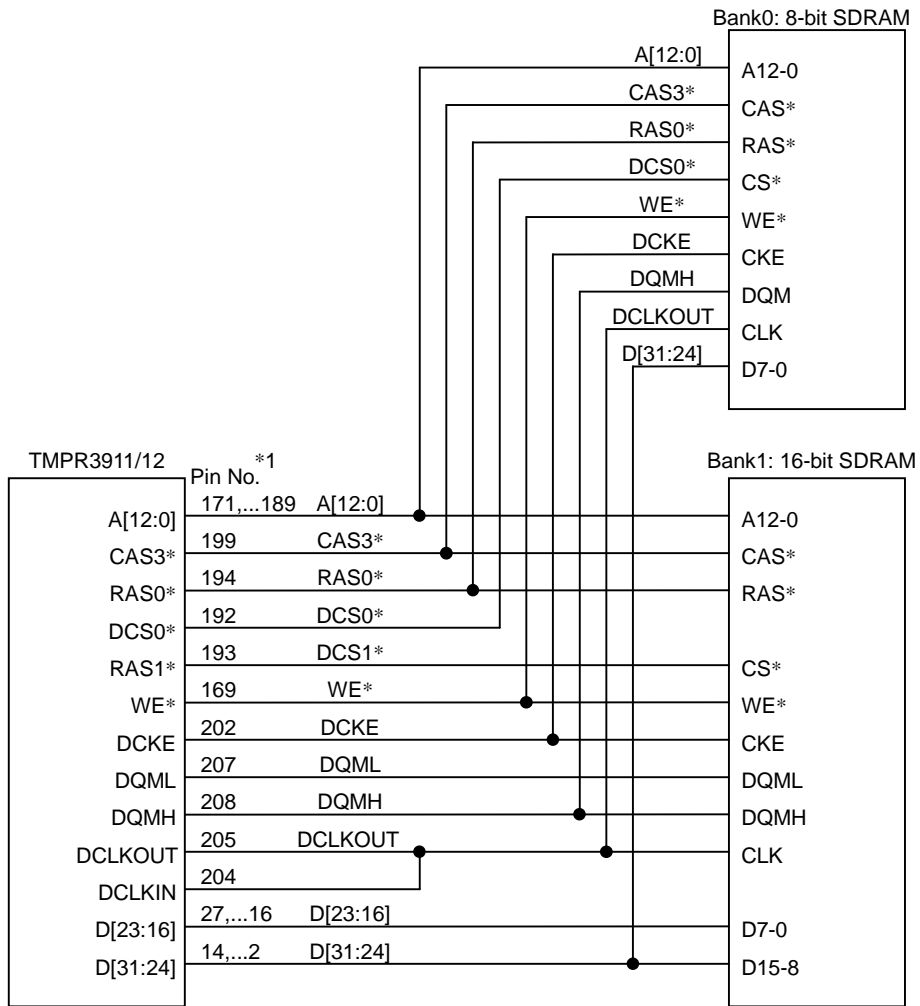 Bank0: 8-bit SDRAM
A[12:0] A12-0
CAS3* CAS*
RAS0* RAS*
DCS0* CS*
WE* WE*
DCKE CKE
DQMH DQM
DCLKOUT CLK
D[31:24] D7-0
TMPR3911/12 Pin No. *1 Bank1: 16-bit SDRAM
A[12:0] 171,...189 A[12:0] A12-0
CAS3* 199 CAS3* CAS*
RAS0* 194 RAS0* RAS*
DCS0* 192 DCS0*
RAS1* 193 DCS1* CS*
WE* 169 WE* WE*
DCKE 202 DCKE CKE
DQML 207 DQML DQML
DQMH 208 DQMH DQMH
DCLKOUT 205 DCLKOUT CLK
DCLKIN 204
D[23:16] 27,...16 D[23:16] D7-0
D[31:24] 14,...2 D[31:24] D15-8